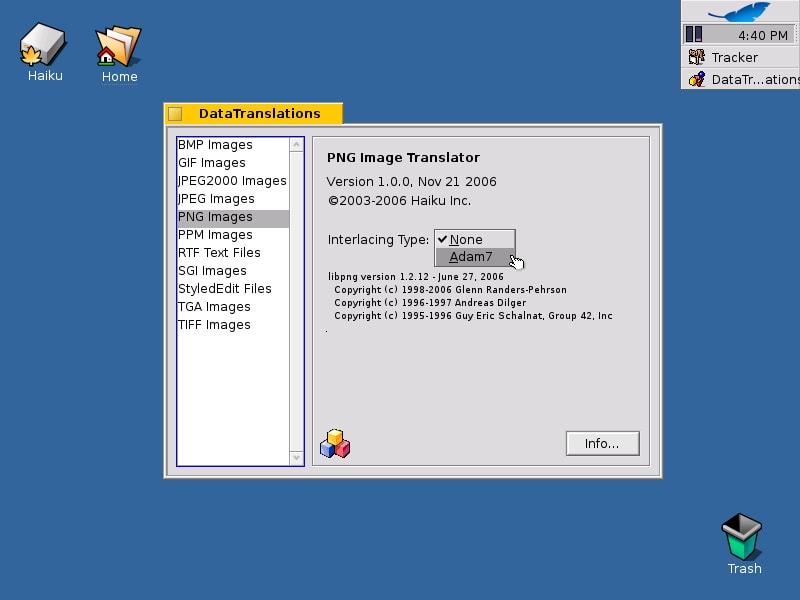 Haiku
Home
4:40 PM
Tracker
DataTr...ations
DataTranslations
BMP Images
GIF Images
JPEG2000 Images
JPEG Images
PNG Images
PPM Images
RTF Text Files
SGI Images
StyledEdit Files
TGA Images
TIFF Images
PNG Image Translator
Version 1.0.0, Nov 21 2006
©2003-2006 Haiku Inc.
Interlacing Type: None
Adam7
libpng version 1.2.12 - June 27, 2006
Copyright (c) 1998-2006 Glenn Randers-Pehrson
Copyright (c) 1996-1997 Andreas Dilger
Copyright (c) 1995-1996 Guy Eric Schalnat, Group 42, Inc
.
Info...
Trash